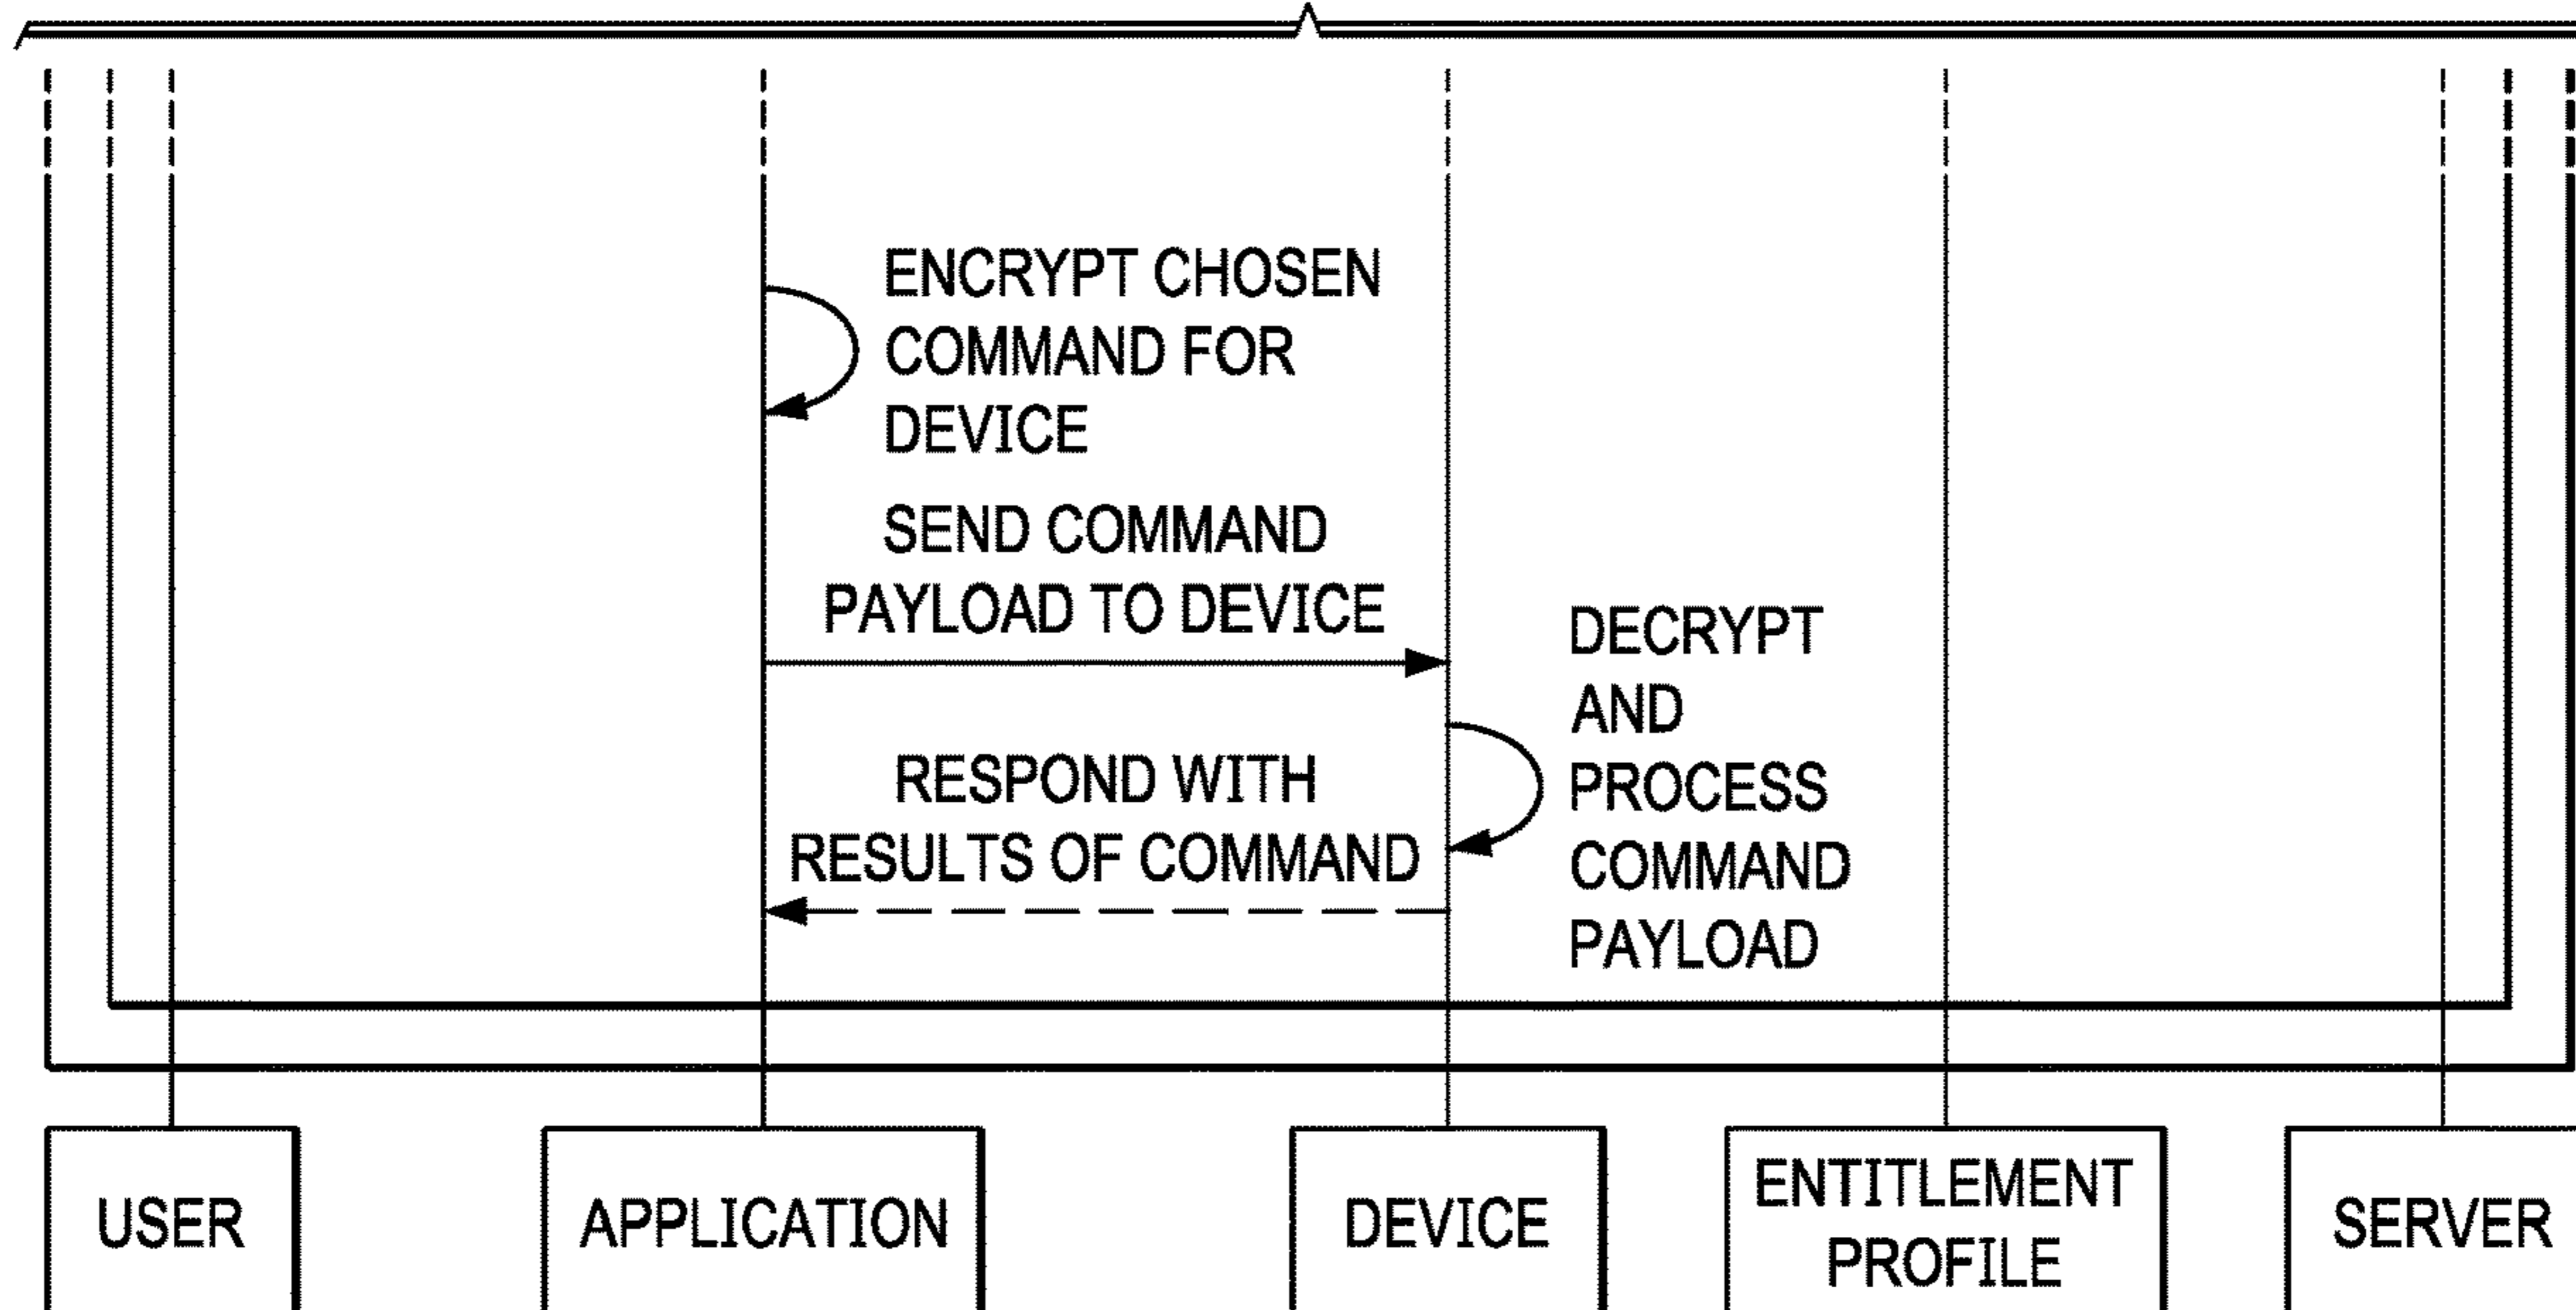 ENCRYPT CHOSEN
COMMAND FOR
DEVICE
SEND COMMAND
PAYLOAD TO DEVICE
DECRYPT
AND
PROCESS
COMMAND
PAYLOAD
RESPOND WITH
RESULTS OF COMMAND
USER
APPLICATION
DEVICE
ENTITLEMENT
PROFILE
SERVER